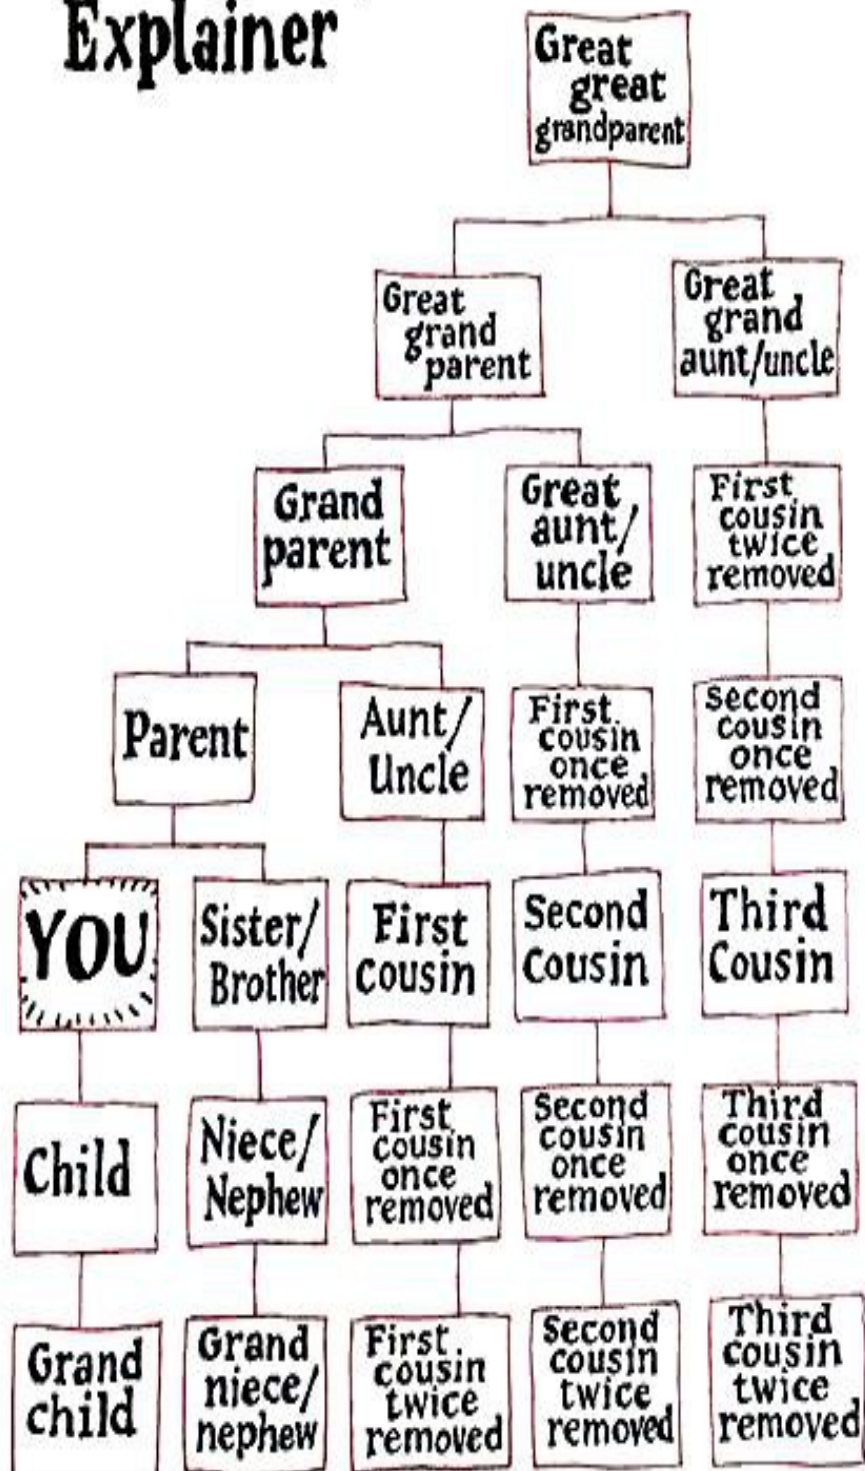 Explainer
Great
great
grandparent
Great
grand
parent
Great
grand
aunt/uncle
Grand
parent
Great
aunt/
uncle
First
cousin
twice
removed
Parent
Aunt/
Uncle
First
cousin
once
removed
Second
cousin
once
removed
YOU
Sister/
Brother
First
Cousin
Second
Cousin
Third
Cousin
Child
Niece/
Nephew
First
cousin
once
removed
Second
cousin
once
removed
Third
cousin
once
removed
Grand
child
Grand
niece/
nephew
First
cousin
twice
removed
Second
cousin
twice
removed
Third
cousin
twice
removed